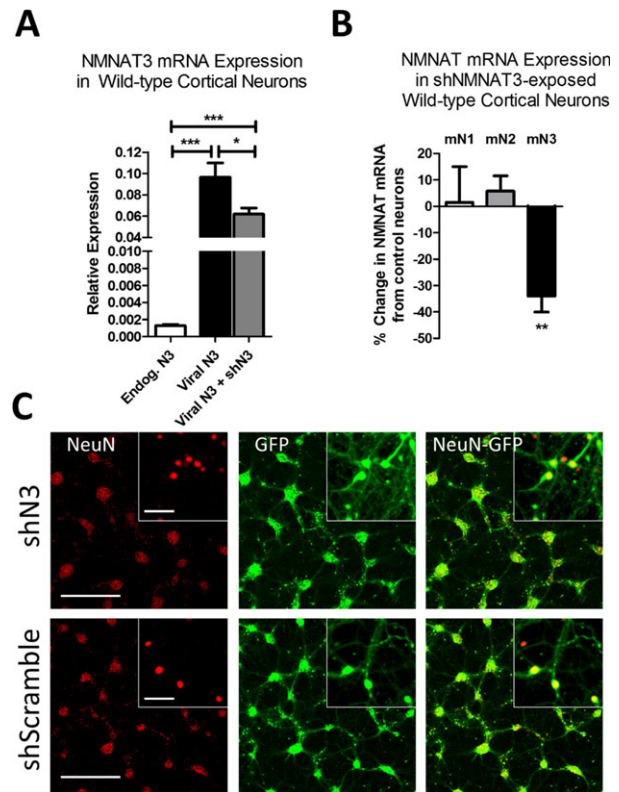 A
NMNAT3 mRNA Expression
in Wild-type Cortical Neurons
***
***
*
Relative Expression
0.12
0.10
0.08
0.06
0.04
0.010
0.008
0.006
0.004
0.002
0.000
Endog. N3
Viral N3
Viral N3 + shN3
B
NMNAT mRNA Expression
in shNMNAT3-exposed
Wild-type Cortical Neurons
mN1 mN2 mN3
% Change in NMNAT mRNA
from control neurons
20
10
0
-10
-20
-30
-40
-50
**
C
NeuN
GFP
NeuN-GFP
shN3
shScramble